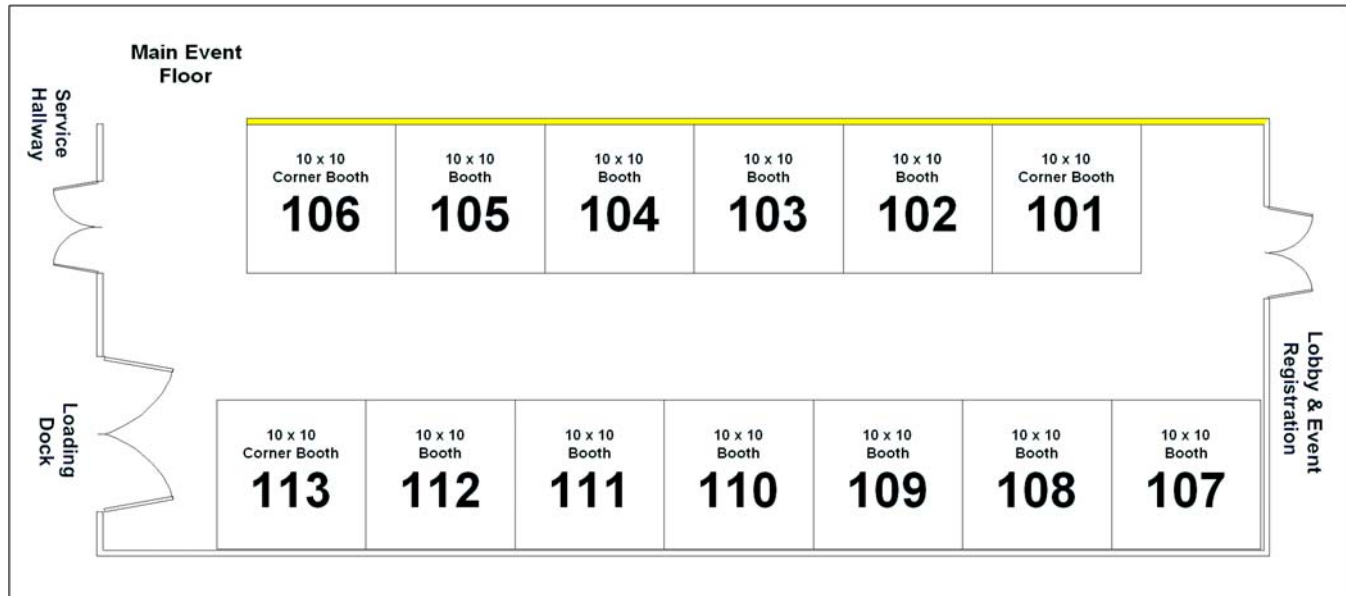 Main Event
Floor
Service
Hallway
10 x 10
Corner Booth
106
10 x 10
Booth
105
10 x 10
Booth
104
10 x 10
Booth
103
10 x 10
Booth
102
10 x 10
Corner Booth
101
Lobby & Event
Registration
Loading
Dock
10 x 10
Corner Booth
113
10 x 10
Booth
112
10 x 10
Booth
111
10 x 10
Booth
110
10 x 10
Booth
109
10 x 10
Booth
108
10 x 10
Booth
107